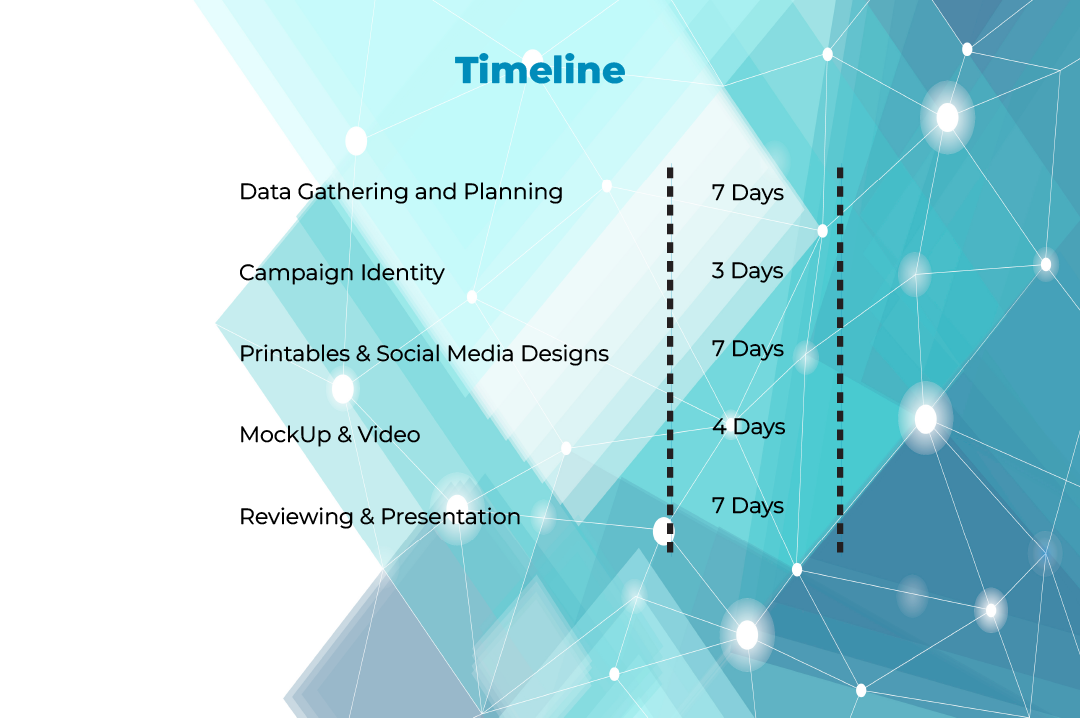 Timeline
Data Gathering and Planning 7 Days
Campaign Identity 3 Days
Printables & Social Media Designs 7 Days
MockUp & Video 4 Days
Reviewing & Presentation 7 Days